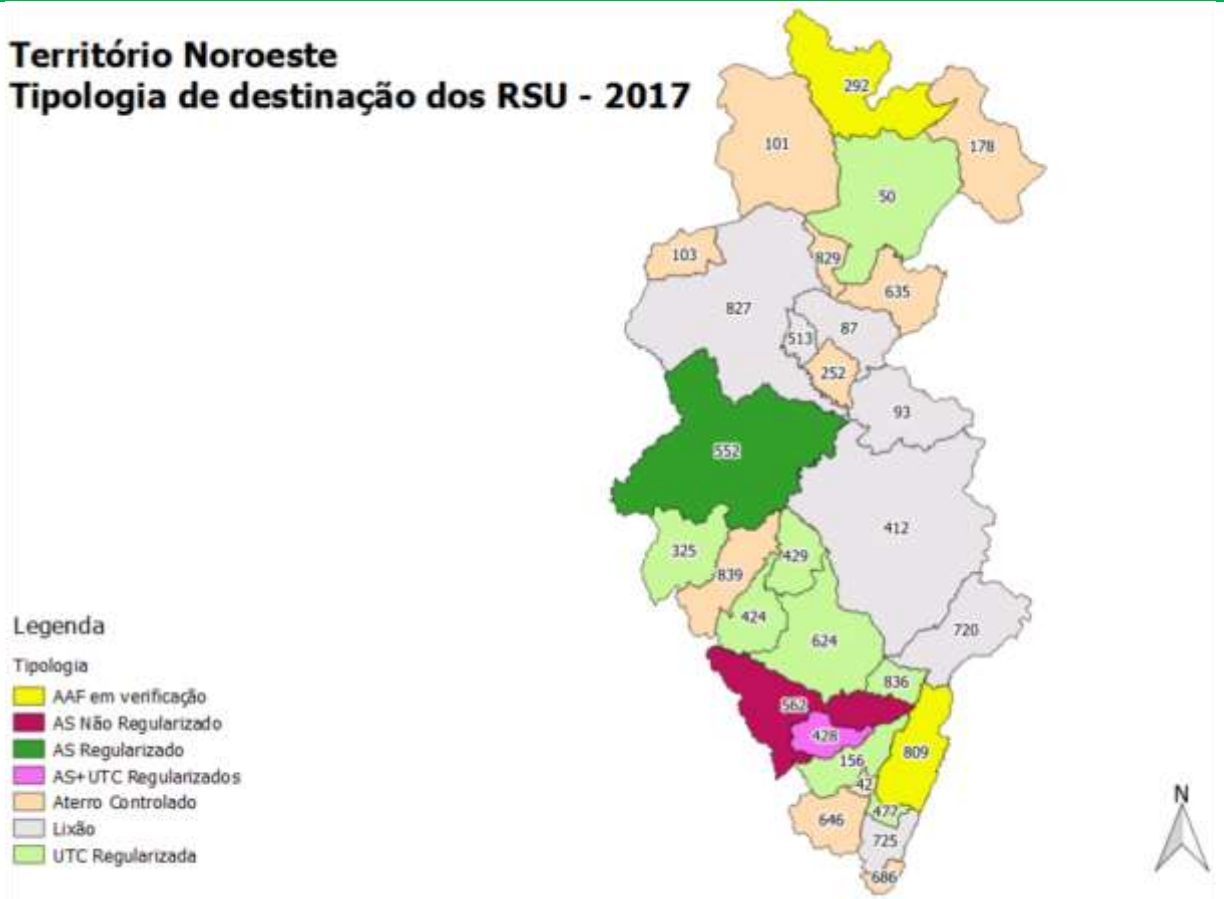 Território Noroeste
Tipologia de destinação dos RSU - 2017
292
101
178
50
103
829
635
827
87
513
252
93
552
412
325
429
839
424
624
720
836
562
428
809
156
42
477
646
725
686
Legenda
Tipologia
AAF em verificação
AS Não Regularizado
AS Regularizado
AS+UTC Regularizados
Aterro Controlado
Lixão
UTC Regularizada
N